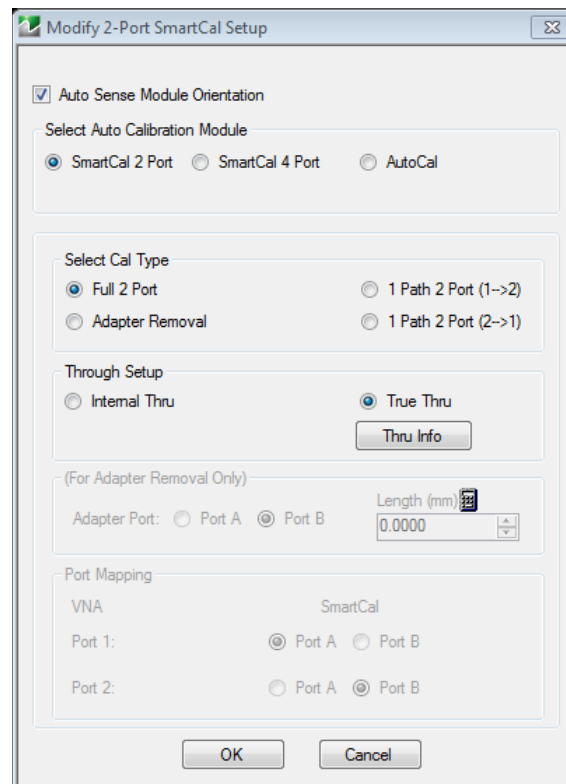 Modify 2-Port SmartCal Setup
Auto Sense Module Orientation
Select Auto Calibration Module
SmartCal 2 Port SmartCal 4 Port AutoCal
Select Cal Type
Full 2 Port 1 Path 2 Port (1-->2)
Adapter Removal 1 Path 2 Port (2-->1)
Through Setup
Internal Thru True Thru
Thru Info
(For Adapter Removal Only)
Length (mm)
Adapter Port: Port A Port B 0.0000
Port Mapping
VNA SmartCal
Port 1: Port A Port B
Port 2: Port A Port B
OK Cancel